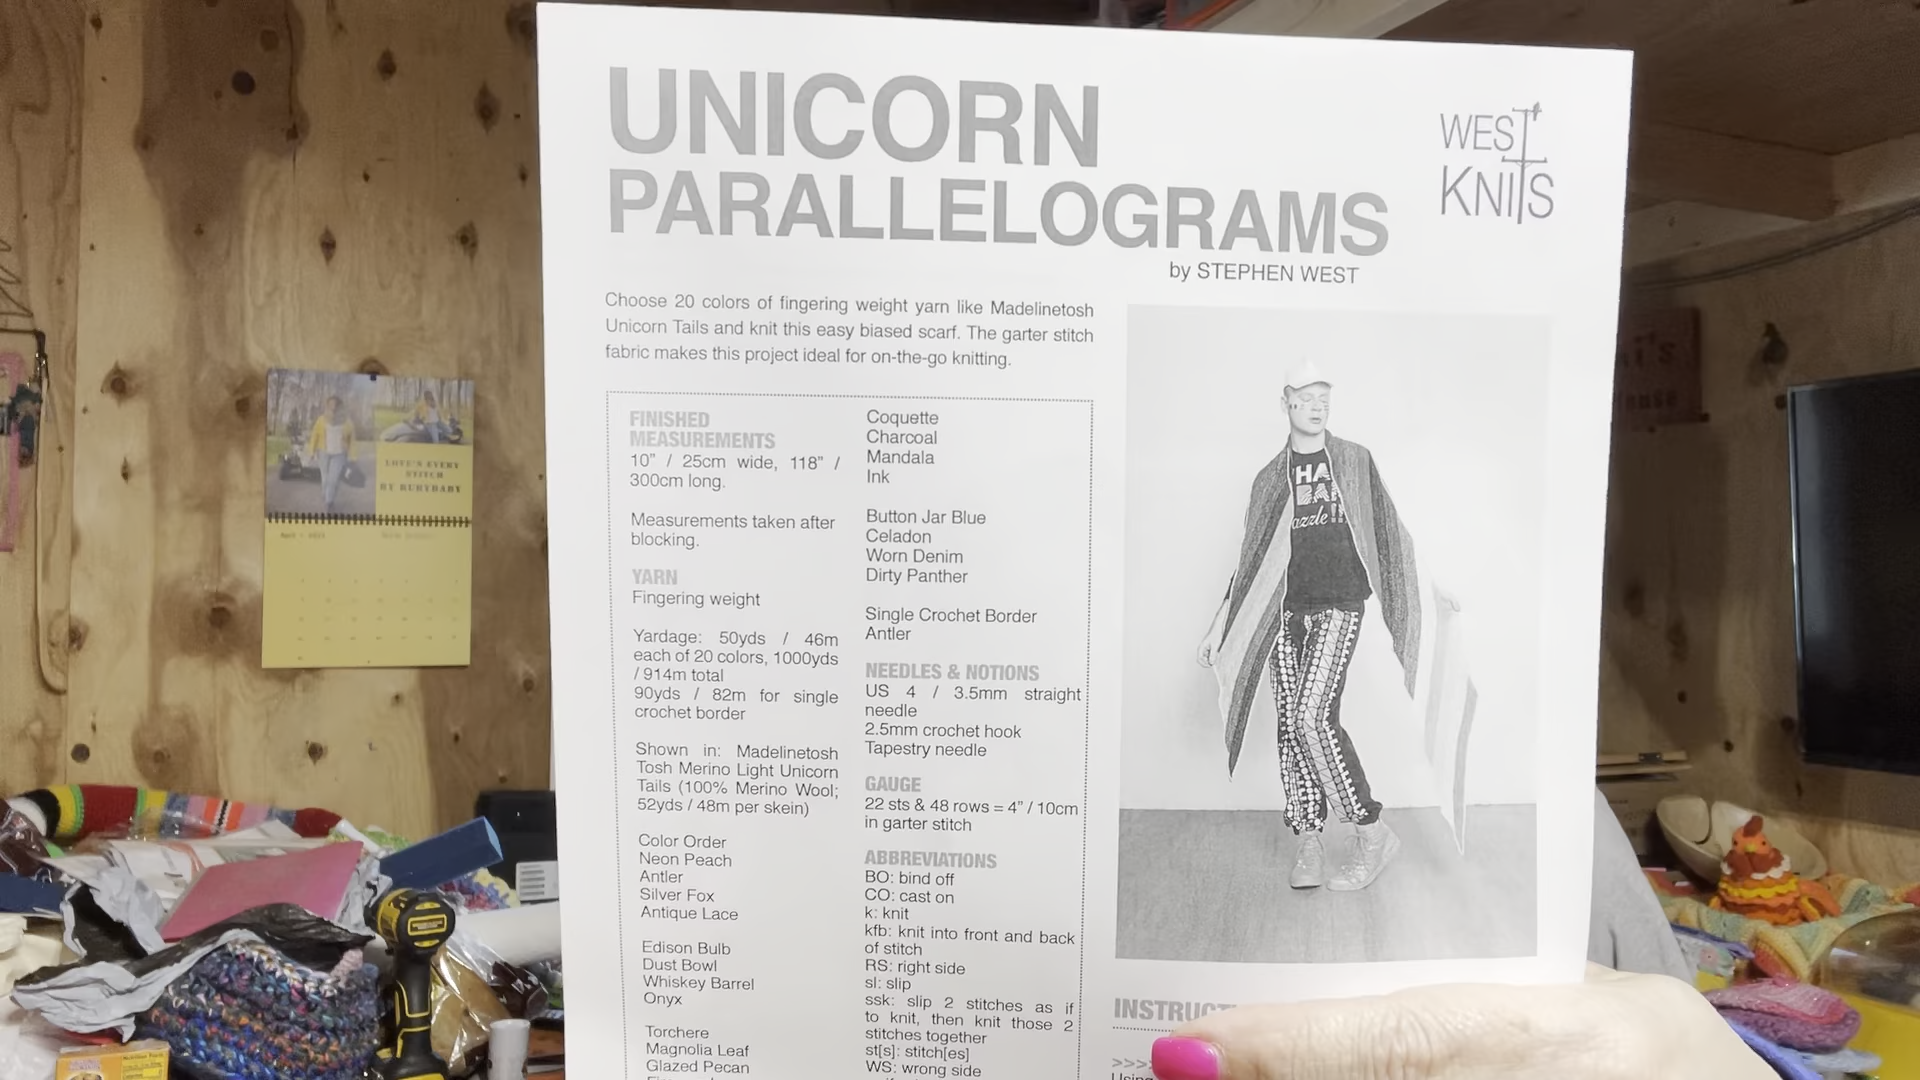 UNICORN
PARALLELOGRAMS
by STEPHEN WEST
WEST
KNITS
Choose 20 colors of fingering weight yarn like Madelinetosh
Unicorn Tails and knit this easy biased scarf. The garter stitch
fabric makes this project ideal for on-the-go knitting.
FINISHED
MEASUREMENTS
10” / 25cm wide, 118” /
300cm long.
Measurements taken after
blocking.
YARN
Fingering weight
Yardage: 50yds / 46m
each of 20 colors, 1000yds
/ 914m total
90yds / 82m for single
crochet border
Shown in: Madelinetosh
Tosh Merino Light Unicorn
Tails (100% Merino Wool;
52yds / 48m per skein)
Color Order
Neon Peach
Antler
Silver Fox
Antique Lace
Edison Bulb
Dust Bowl
Whiskey Barrel
Onyx
Torchere
Magnolia Leaf
Glazed Pecan
Coquette
Charcoal
Mandala
Ink
Button Jar Blue
Celadon
Worn Denim
Dirty Panther
Single Crochet Border
Antler
NEEDLES & NOTIONS
US 4 / 3.5mm straight
needle
2.5mm crochet hook
Tapestry needle
GAUGE
22 sts & 48 rows = 4” / 10cm
in garter stitch
ABBREVIATIONS
BO: bind off
CO: cast on
k: knit
kfb: knit into front and back
of stitch
RS: right side
sl: slip
ssk: slip 2 stitches as if
to knit, then knit those 2
stitches together
st[s]: stitch[es]
WS: wrong side
INSTRUCT
>>>>
Using
LOVE'S EVERY
STITCH
BY RUBYBABY